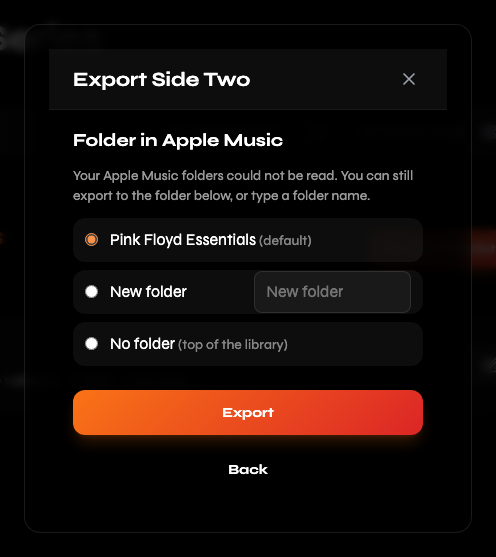 Export Side Two
Folder in Apple Music
Your Apple Music folders could not be read. You can still
export to the folder below, or type a folder name.
Pink Floyd Essentials (default)
New folder
New folder
No folder (top of the library)
Export
Back